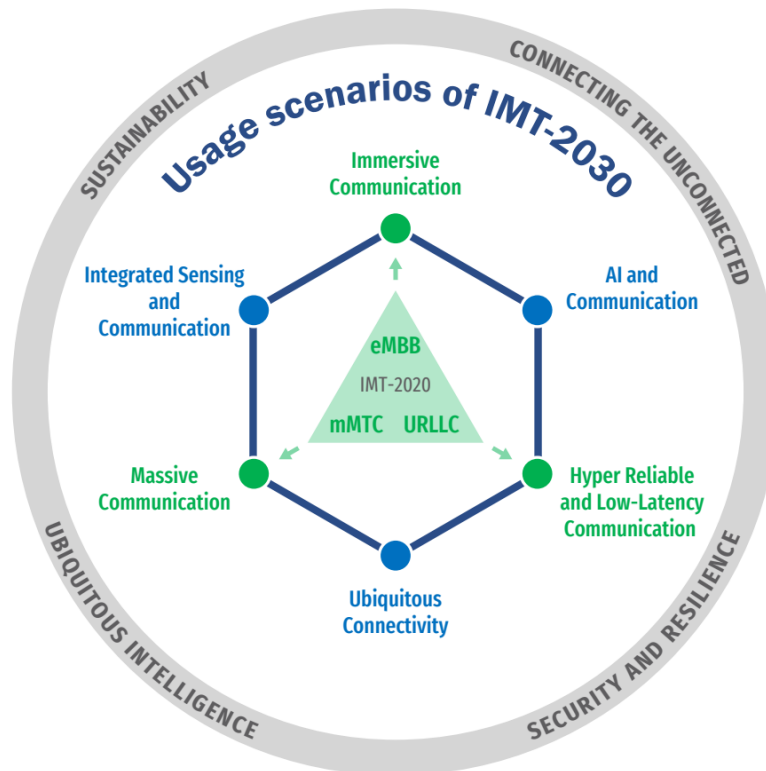 SUSTAINABILITY
CONNECTING THE UNCONNECTED
Usage scenarios of IMT-2030
Immersive
Communication
Integrated Sensing
and
Communication
AI and
Communication
eMBB
IMT-2020
mMTC URLLC
Massive
Communication
Hyper Reliable
and Low-Latency
Communication
Ubiquitous
Connectivity
UBIQUITOUS INTELLIGENCE
SECURITY AND RESILIENCE